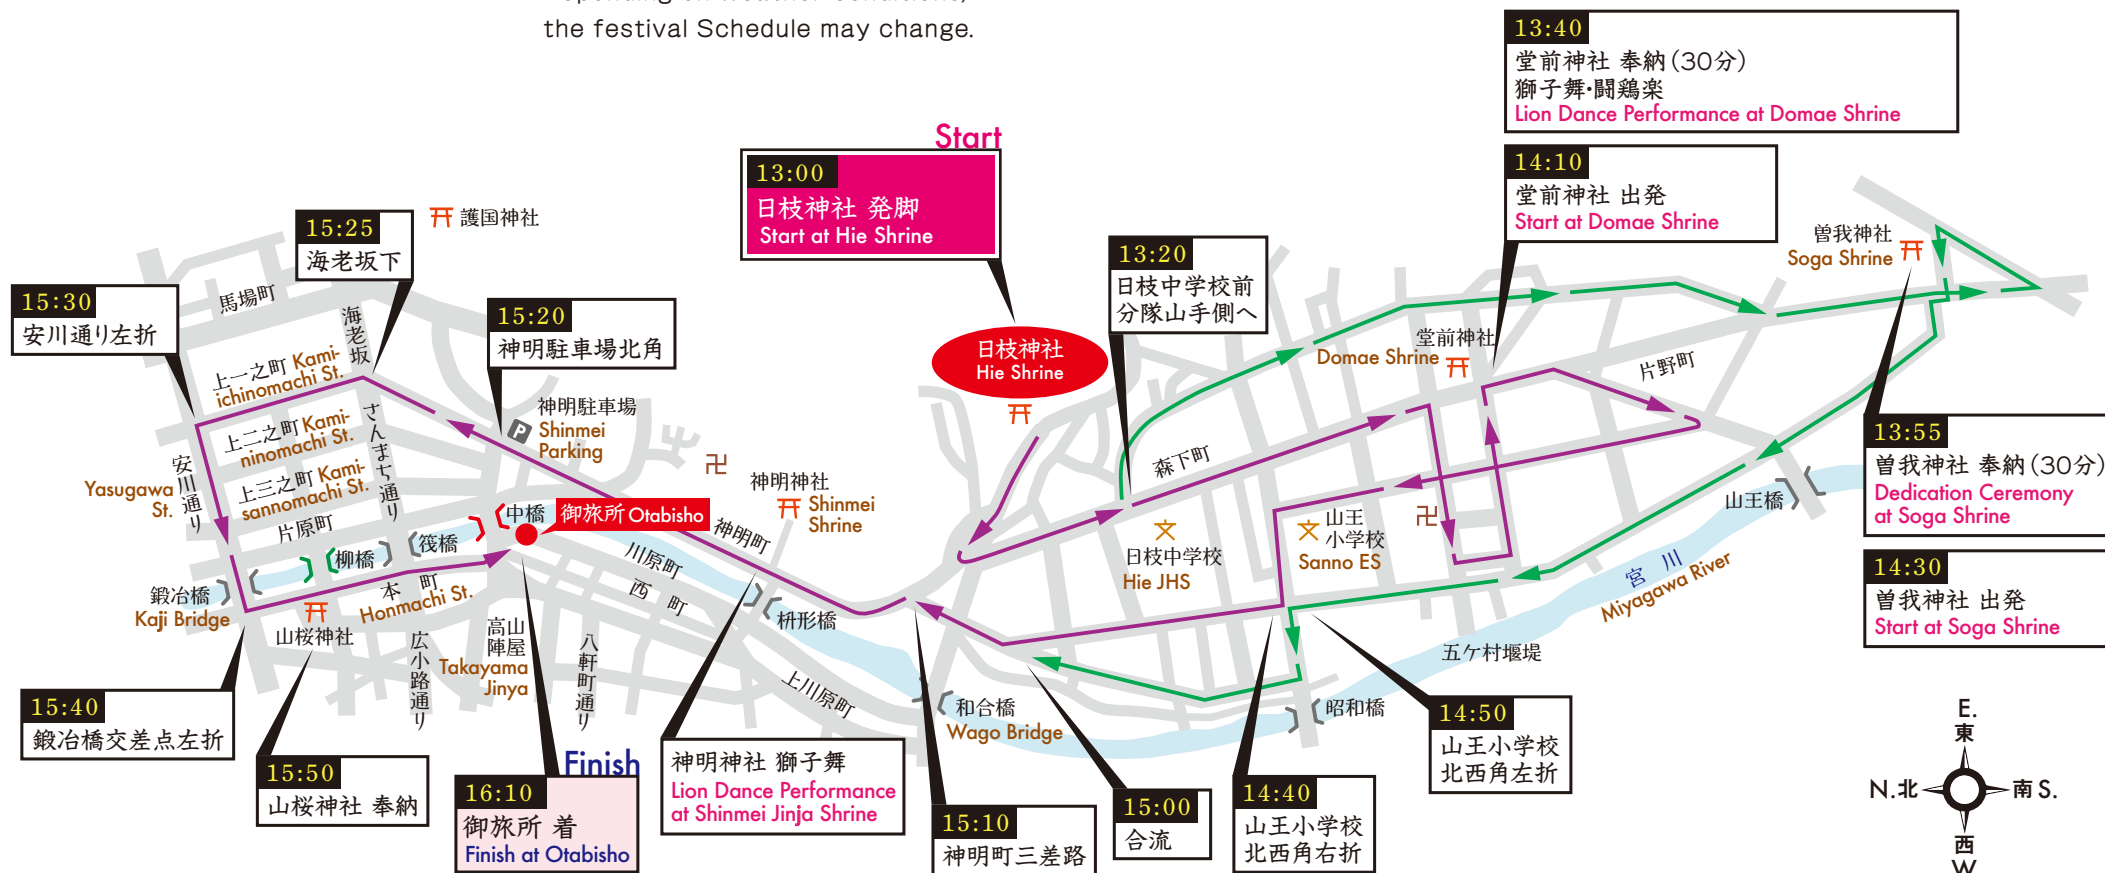 the festival Schedule may change.
13:40
堂前神社 奉納(30分)
獅子舞・闘鶏楽
Lion Dance Performance at Domae Shrine
Start
13:00
日枝神社 発脚
Start at Hie Shrine
14:10
堂前神社 出発
Start at Domae Shrine
15:25
海老坂下
護国神社
13:20
日枝中学校前
分隊山手側へ
曽我神社
Soga Shrine
15:30
安川通り左折
馬場町
海老坂
15:20
神明駐車場北角
日枝神社
Hie Shrine
堂前神社
Domae Shrine
片野町
上一之町 Kami-
ichinomachi St.
上二之町 Kami-
ninomachi St.
上三之町 Kami-
sannomachi St.
さんまち通り
安川通り
Yasugawa
St.
片原町
神明駐車場
P
Shinmei
Parking
神明神社
Shinmei
Shrine
森下町
13:55
曽我神社 奉納(30分)
Dedication Ceremony
at Soga Shrine
14:30
曽我神社 出発
Start at Soga Shrine
中橋
御旅所 Otabisho
筏橋
柳橋
鍛冶橋
Kaji Bridge
本町
Honmachi St.
山桜神社
広小路通り
高山陣屋
Takayama
Jinya
八軒町通り
川原町
西町
神明町
枡形橋
上川原町
日枝中学校
Hie JHS
山王
小学校
Sanno ES
山王橋
宮川
Miyagawa River
五ケ村堰堤
和合橋
Wago Bridge
昭和橋
15:40
鍛冶橋交差点左折
15:50
山桜神社 奉納
Finish
16:10
御旅所 着
Finish at Otabisho
神明神社 獅子舞
Lion Dance Performance
at Shinmei Jinja Shrine
15:10
神明町三差路
15:00
合流
14:40
山王小学校
北西角右折
14:50
山王小学校
北西角左折
E.
東
N.北
南 S.
西
W